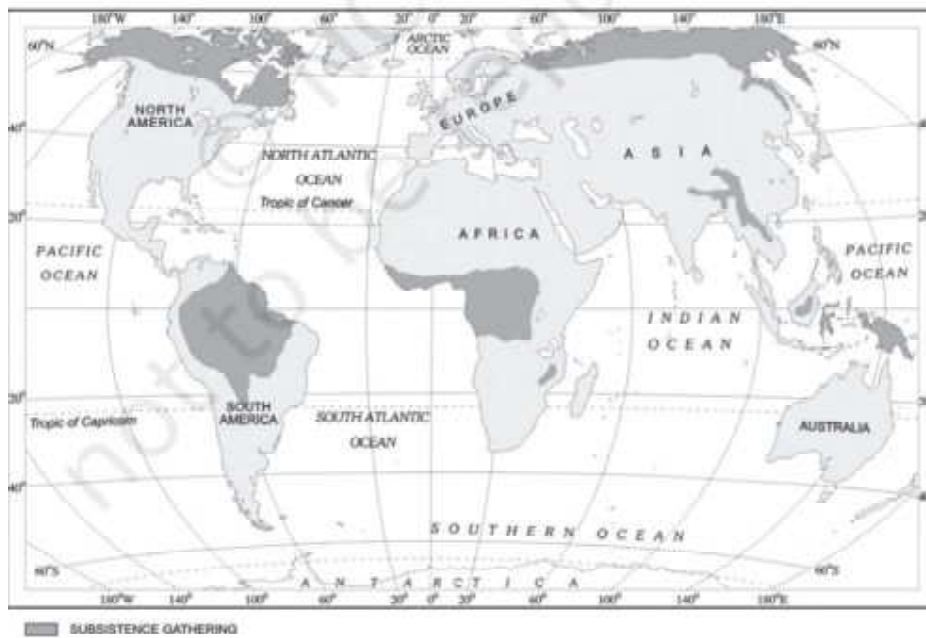 180°W 140° 100° 60° 20° 0° 20° 60° 100° 140° 180°E
ARCTIC
OCEAN
60°N 60°N
NORTH
AMERICA
EUROPE
ASIA
40°
NORTH ATLANTIC
OCEAN
Tropic of Cancer
20°
AFRICA
PACIFIC
OCEAN
PACIFIC
OCEAN
INDIAN
OCEAN
20°
SOUTH
AMERICA
Tropic of Capricorn
SOUTH ATLANTIC
OCEAN
AUSTRALIA
40°
SOUTHERN OCEAN
60°S 60°S
ANTARCTICA
180°W 140° 100° 60° 20° 0° 20° 60° 100° 140° 180°E
SUBSISTENCE GATHERING
not to be